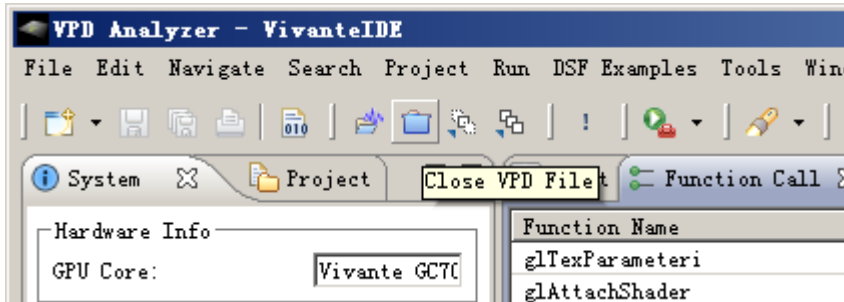 VPD Analyzer - VivanteIDE
File Edit Navigate Search Project Run DSF Examples Tools
010
System Project
Close VPD File
Function Call
Hardware Info
GPU Core: Vivante GC7
Function Name
glTexParameteri
glAttachShader